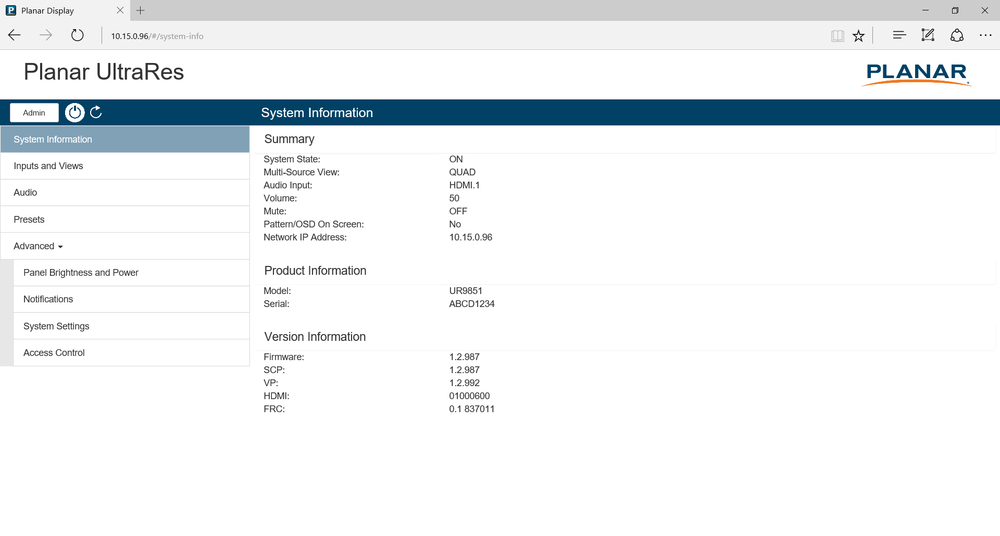 Planar Display
10.15.0.96/#/system-info
Planar UltraRes
PLANAR
Admin
System Information
System Information
Inputs and Views
Audio
Presets
Advanced
Panel Brightness and Power
Notifications
System Settings
Access Control
Summary
System State: ON
Multi-Source View: QUAD
Audio Input: HDMI.1
Volume: 50
Mute: OFF
Pattern/OSD On Screen: No
Network IP Address: 10.15.0.96
Product Information
Model: UR9851
Serial: ABCD1234
Version Information
Firmware: 1.2.987
SCP: 1.2.987
VP: 1.2.992
HDMI: 01000600
FRC: 0.1 837011